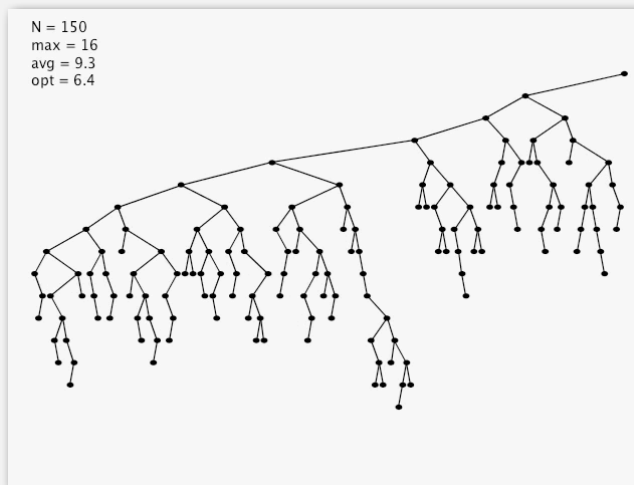 N = 150
max = 16
avg = 9.3
opt = 6.4